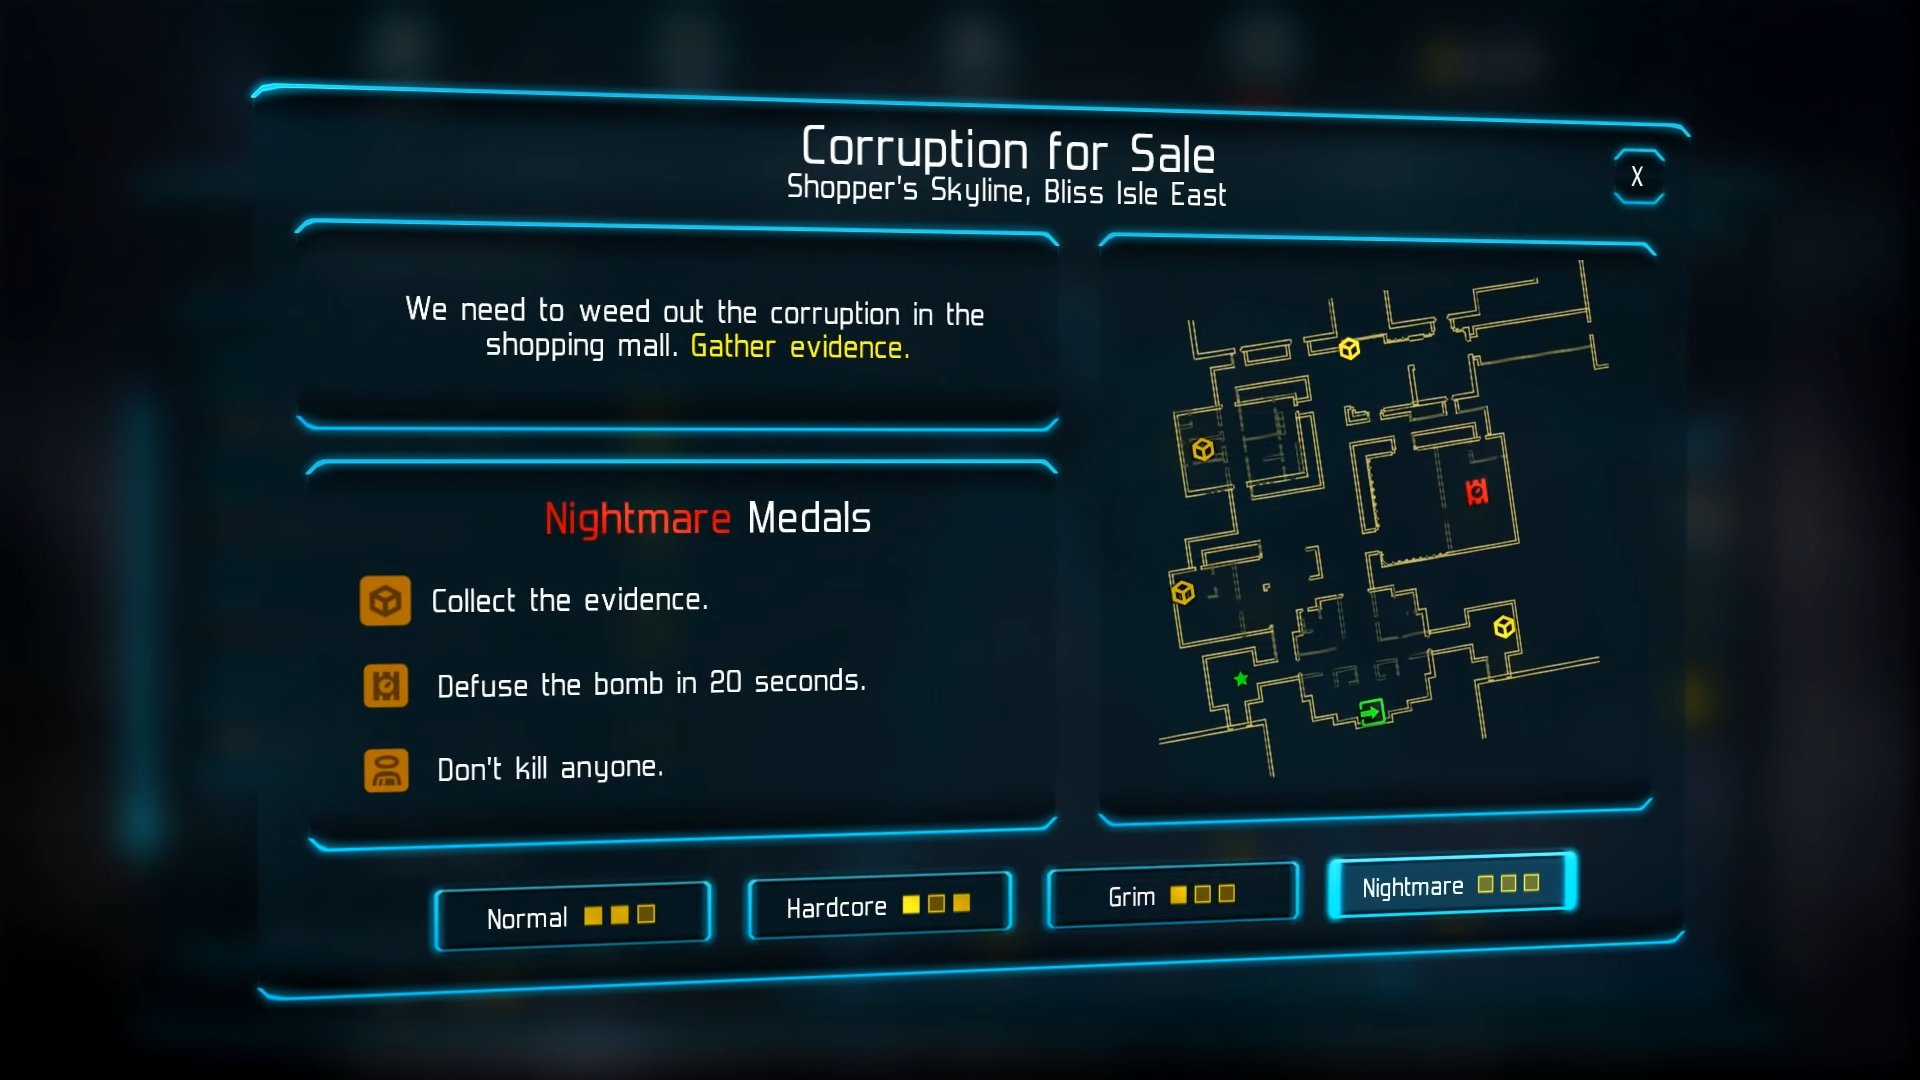 Corruption for Sale
Shopper's Skyline, Bliss Isle East
X
We need to weed out the corruption in the
shopping mall. Gather evidence.
Nightmare Medals
Collect the evidence.
Defuse the bomb in 20 seconds.
Don't kill anyone.
Normal
Hardcore
Grim
Nightmare